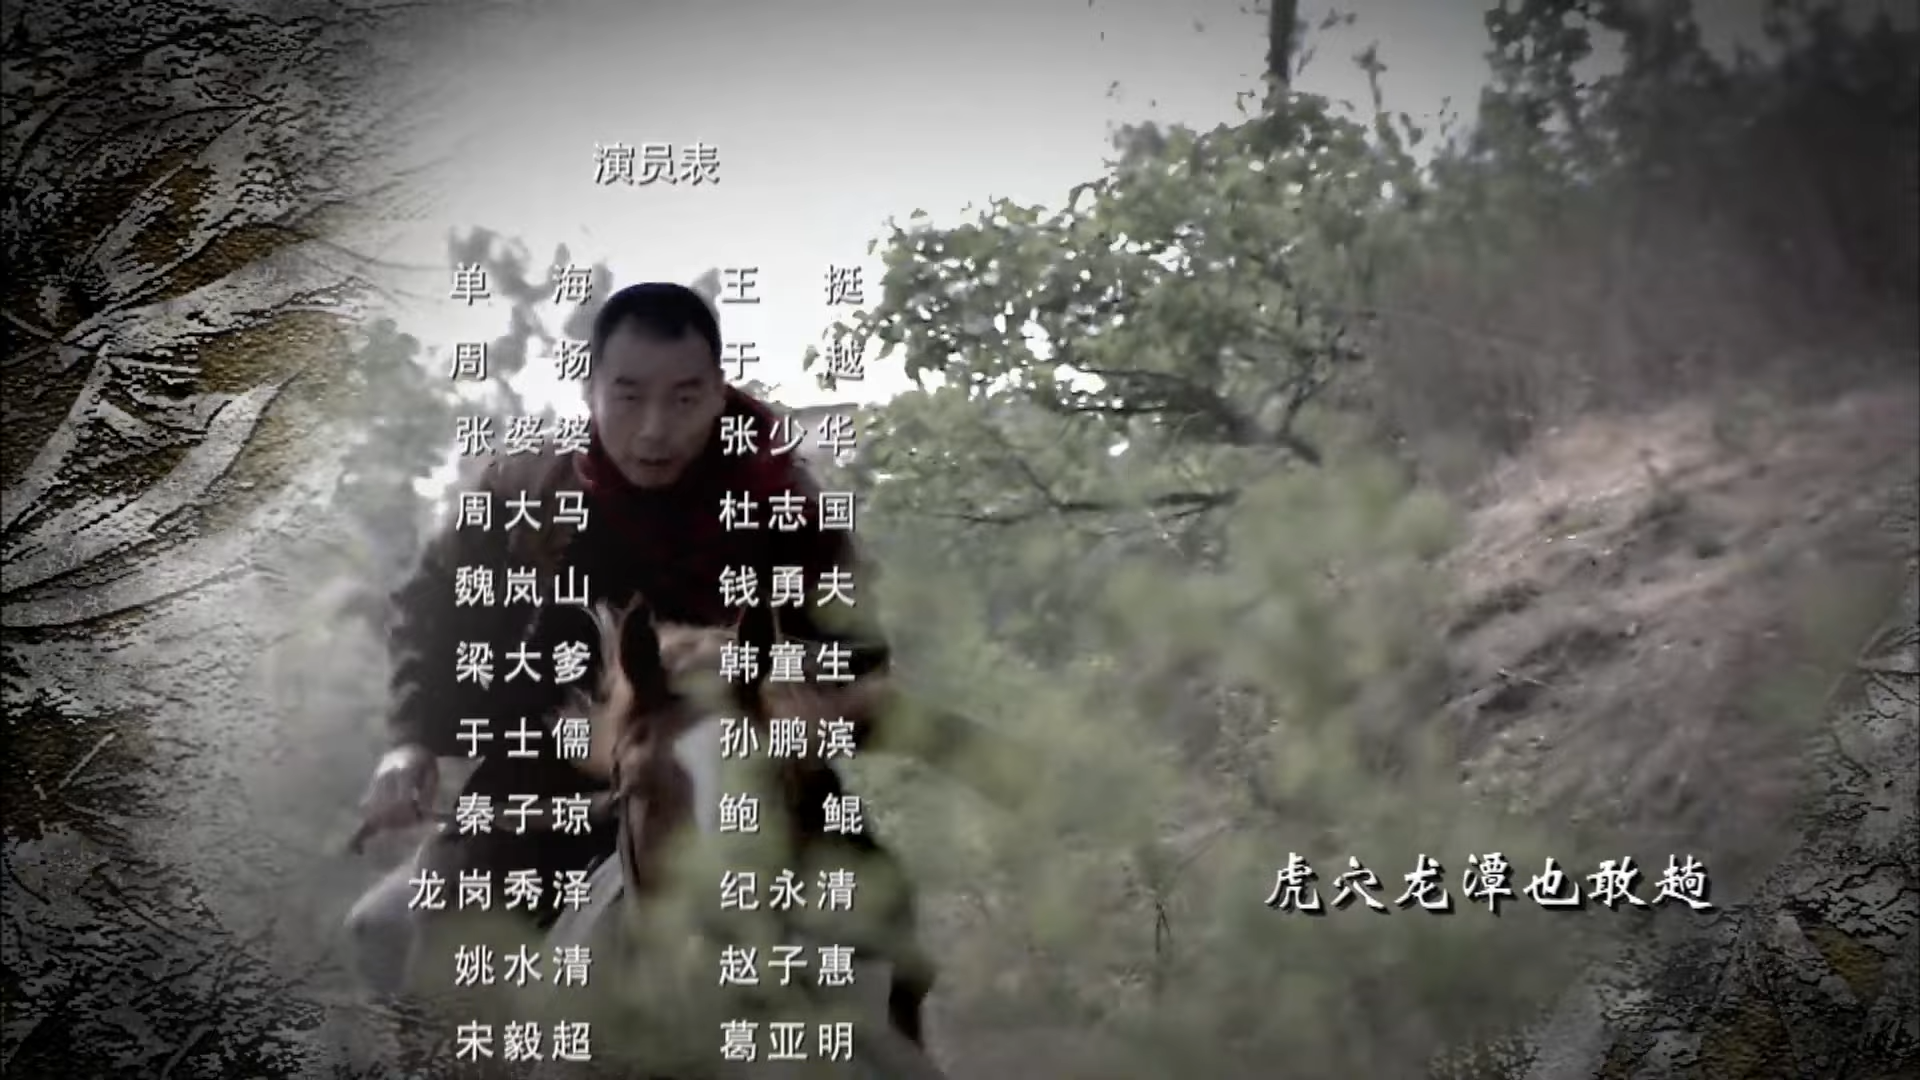 演员表
单海 王挺
周扬 于越
张婆婆 张少华
周大马 杜志国
魏岚山 钱勇夫
梁大爹 韩童生
于士儒 孙鹏滨
秦子琼 鲍鲲
龙岗秀泽 纪永清
姚水清 赵子惠
宋毅超 葛亚明
虎穴龙潭也敢趟